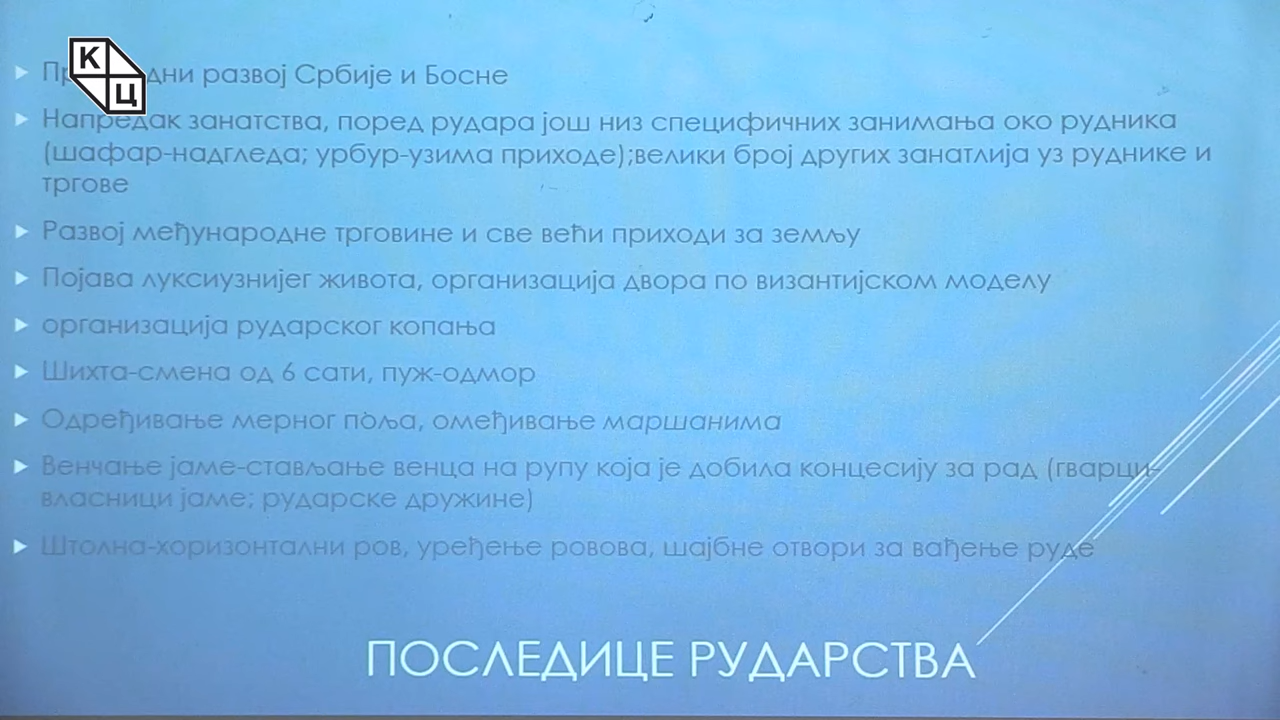 К
Ц
развој Србије и Босне
Напредак занатства, поред рудара још низ специфичних занимања око рудника
(шафар-надгледа; урбур-узима приходе);велики број других занатлија уз руднике и
тргове
Развој међународне трговине и све већи приходи за земљу
Појава луксиузнијег живота, организација двора по византијском моделу
организација рударског копања
Шихта-смена од 6 сати, пуж-одмор
Одређивање мерног поља, омеђивање маршанима
Венчање јаме-стављање венца на рупу која је добила концесију за рад (гварци-
власници јаме; рударске дружине)
Штолна-хоризонтални ров, уређење ровова, шајбне отвори за вађење руде
ПОСЛЕДИЦЕ РУДАРСТВА